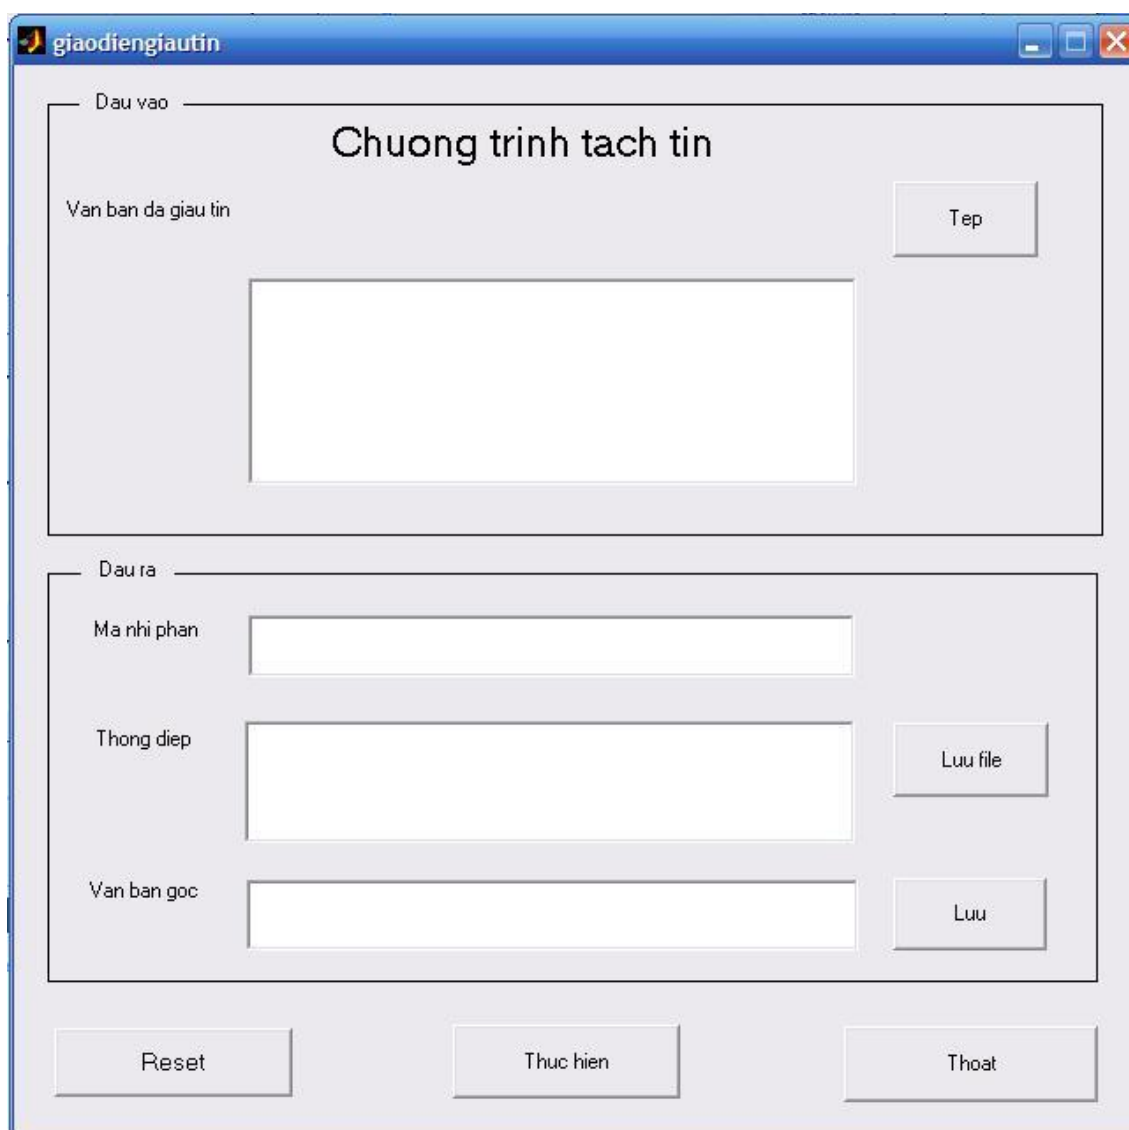 giaodiengiautin
Dau vao
Chuong trinh tach tin
Van ban da giau tin
Tep
Dau ra
Ma nhi phan
Thong diep
Luu file
Van ban goc
Luu
Reset
Thuc hien
Thoat